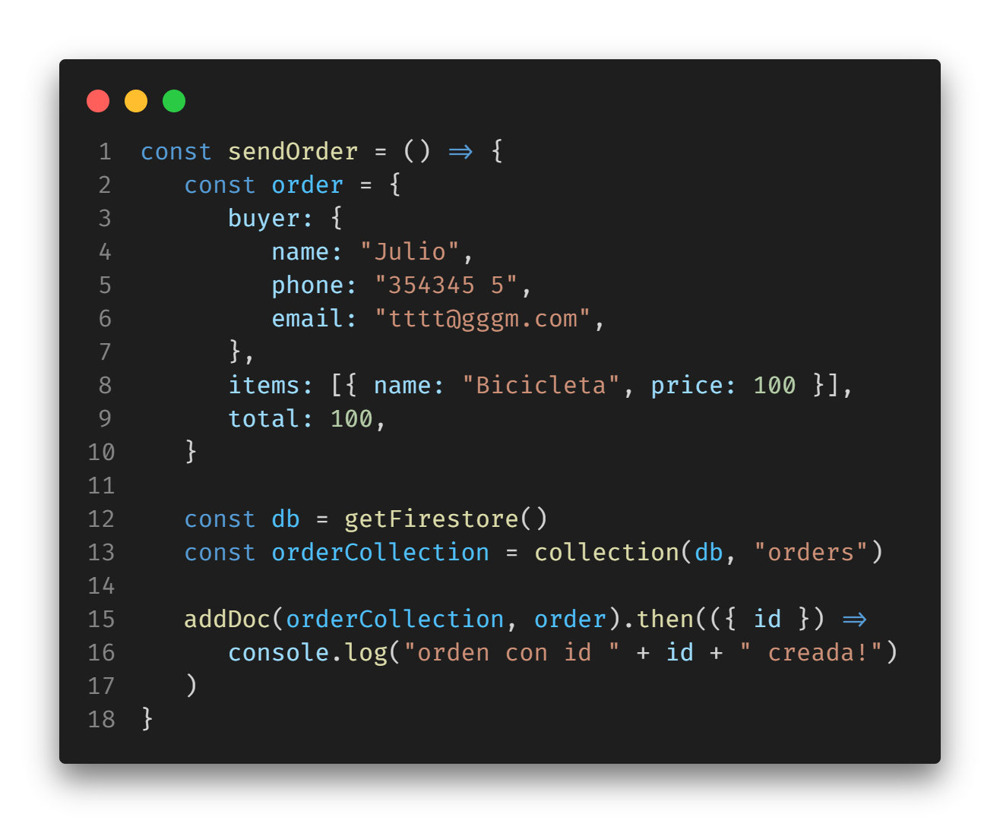 1 const sendOrder = () => {
2 const order = {
3 buyer: {
4 name: "Julio",
5 phone: "354345 5",
6 email: "tttt@gggm.com",
7 },
8 items: [{ name: "Bicicleta", price: 100 }],
9 total: 100,
10 }
11
12 const db = getFirestore()
13 const orderCollection = collection(db, "orders")
14
15 addDoc(orderCollection, order).then(({ id }) =>
16 console.log("orden con id " + id + " creada!")
17 )
18 }